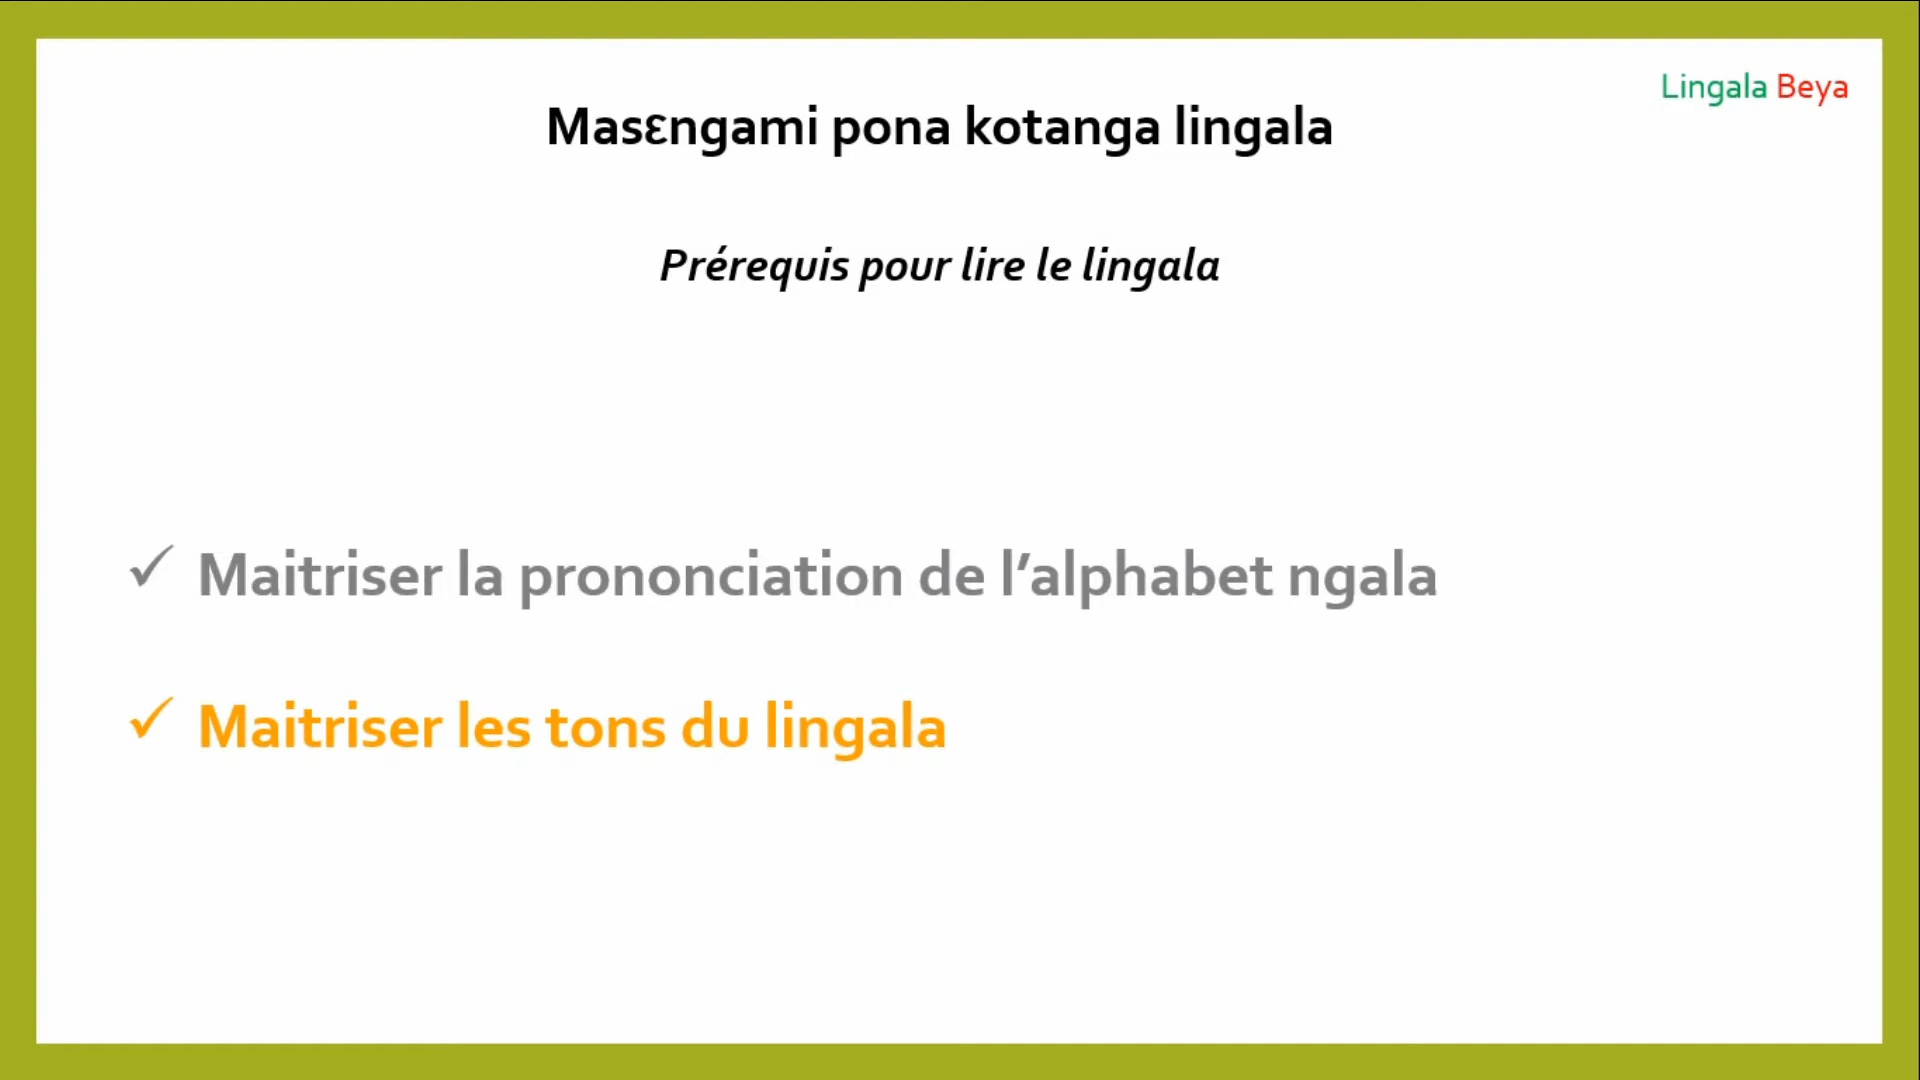 Lingala Beya
Masɛngami pona kotanga lingala
Prérequis pour lire le lingala
✓ Maitriser la prononciation de l’alphabet ngala
✓ Maitriser les tons du lingala